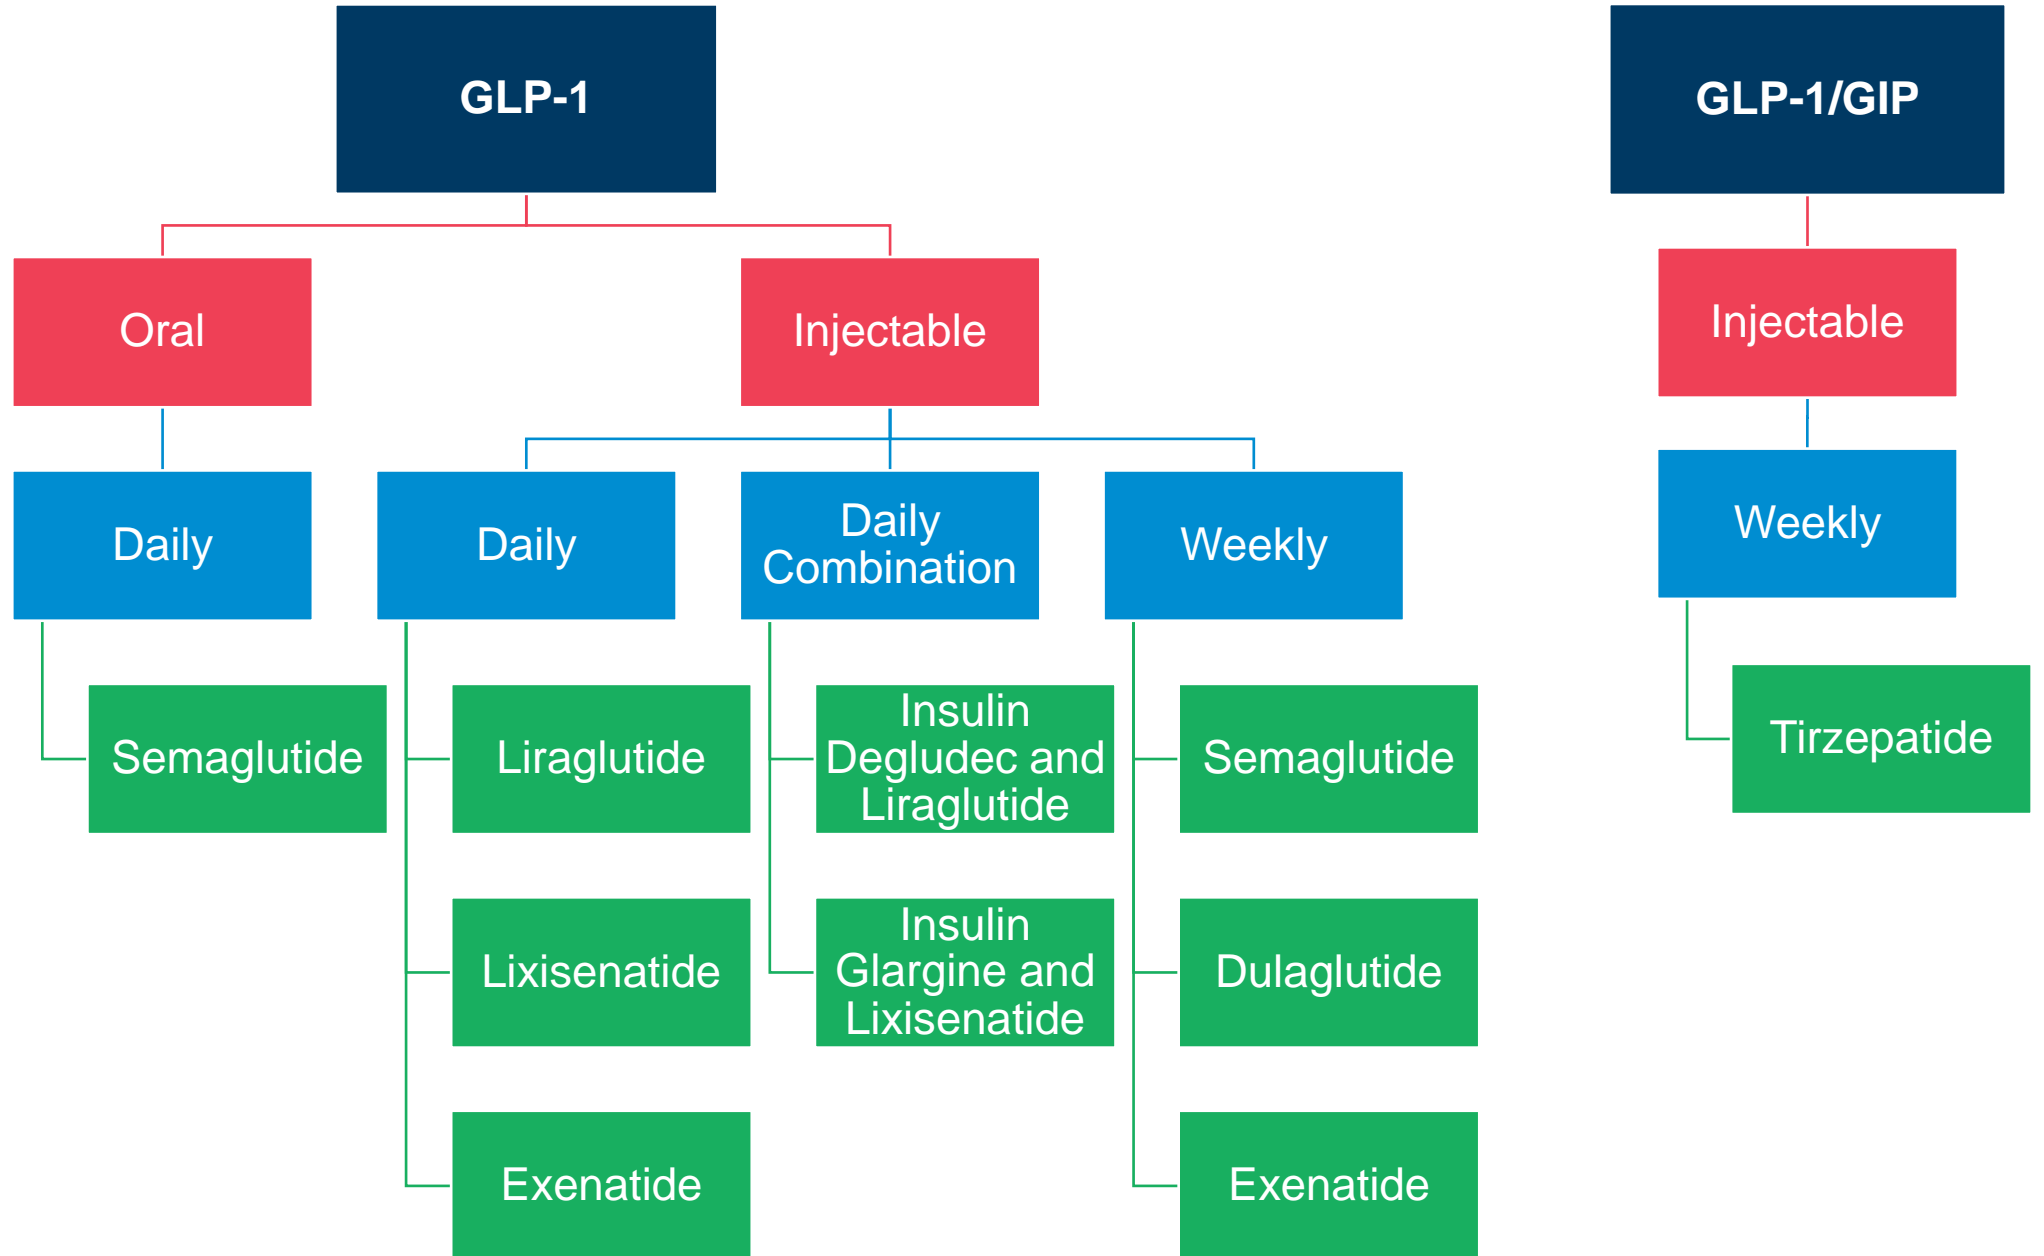 GLP-1
GLP-1/GIP
Oral
Injectable
Injectable
Daily
Daily
Daily
Combination
Weekly
Weekly
Semaglutide
Liraglutide
Insulin
Degludec and
Liraglutide
Semaglutide
Tirzepatide
Lixisenatide
Insulin
Glargine and
Lixisenatide
Dulaglutide
Exenatide
Exenatide